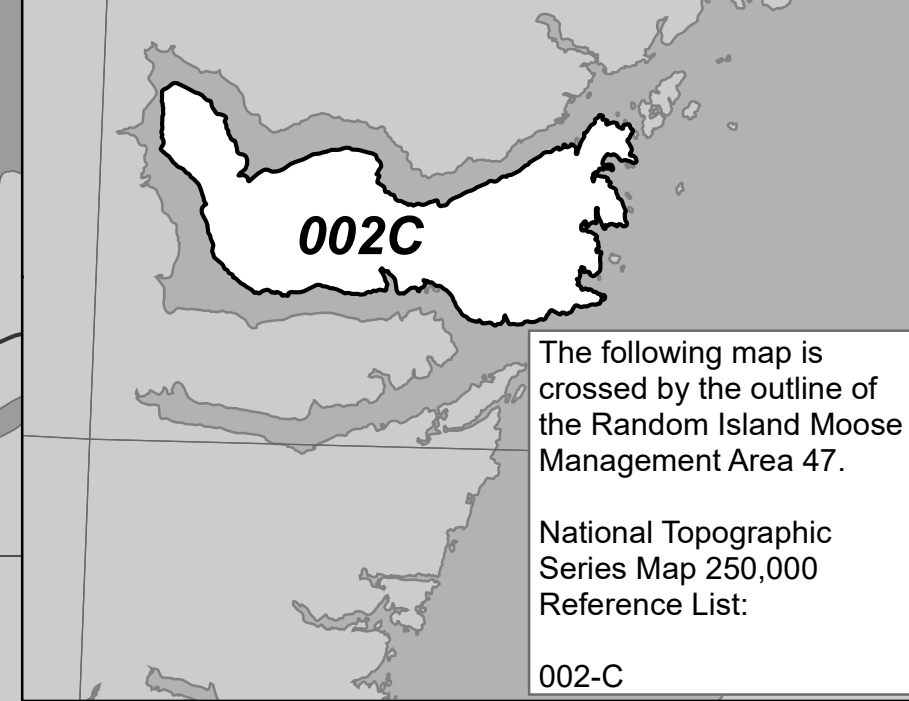 002C
The following map is
crossed by the outline of
the Random Island Moose
Management Area 47.
National Topographic
Series Map 250,000
Reference List:
002-C